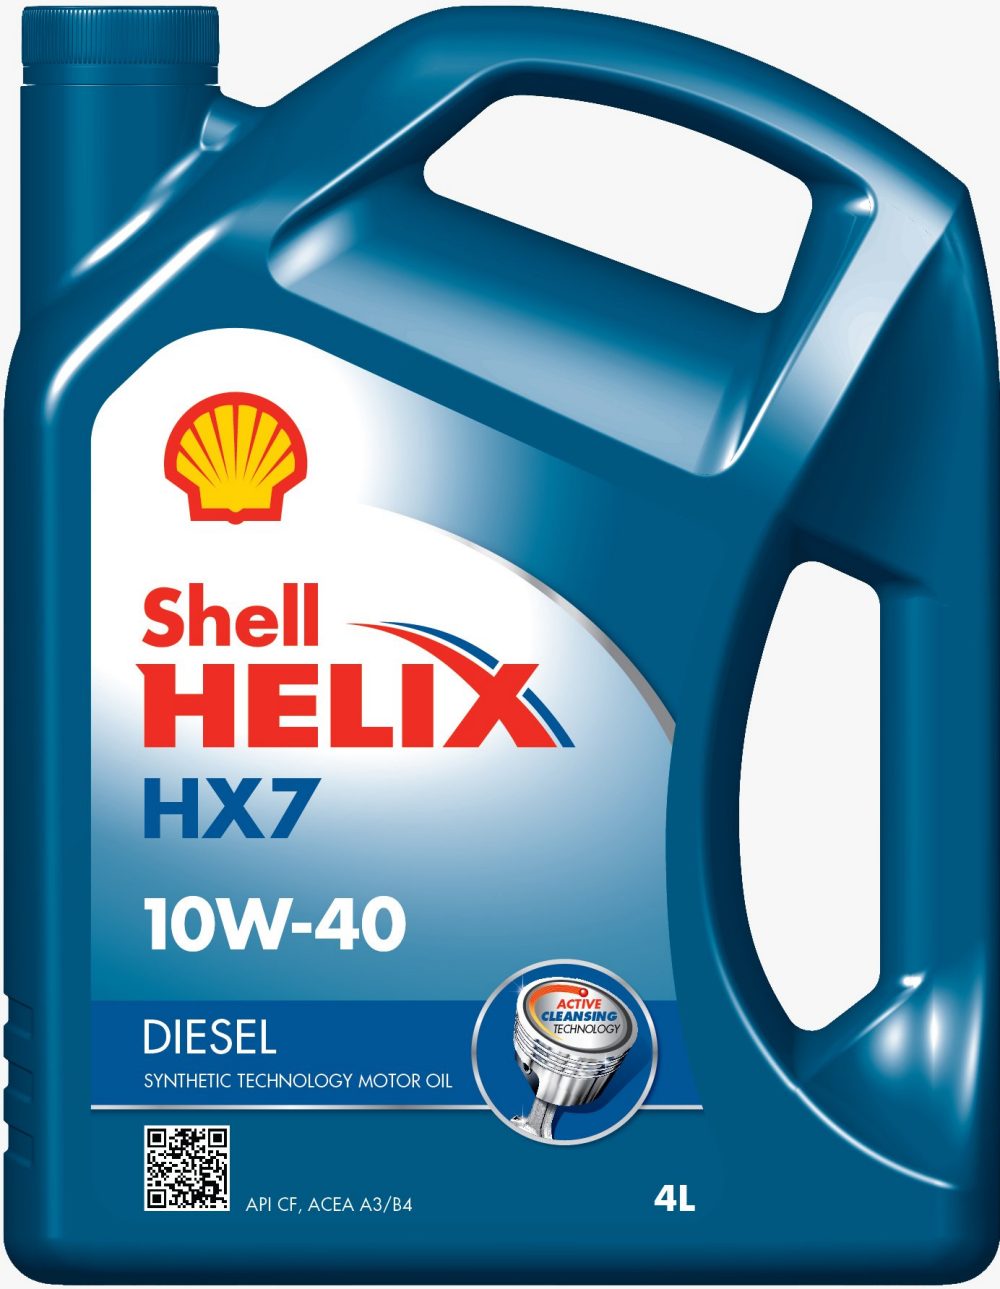 Shell
HELIX
HX7
10W-40
DIESEL
SYNTHETIC TECHNOLOGY MOTOR OIL
ACTIVE
CLEANSING
TECHNOLOGY
API CF, ACEA A3/B4
4L